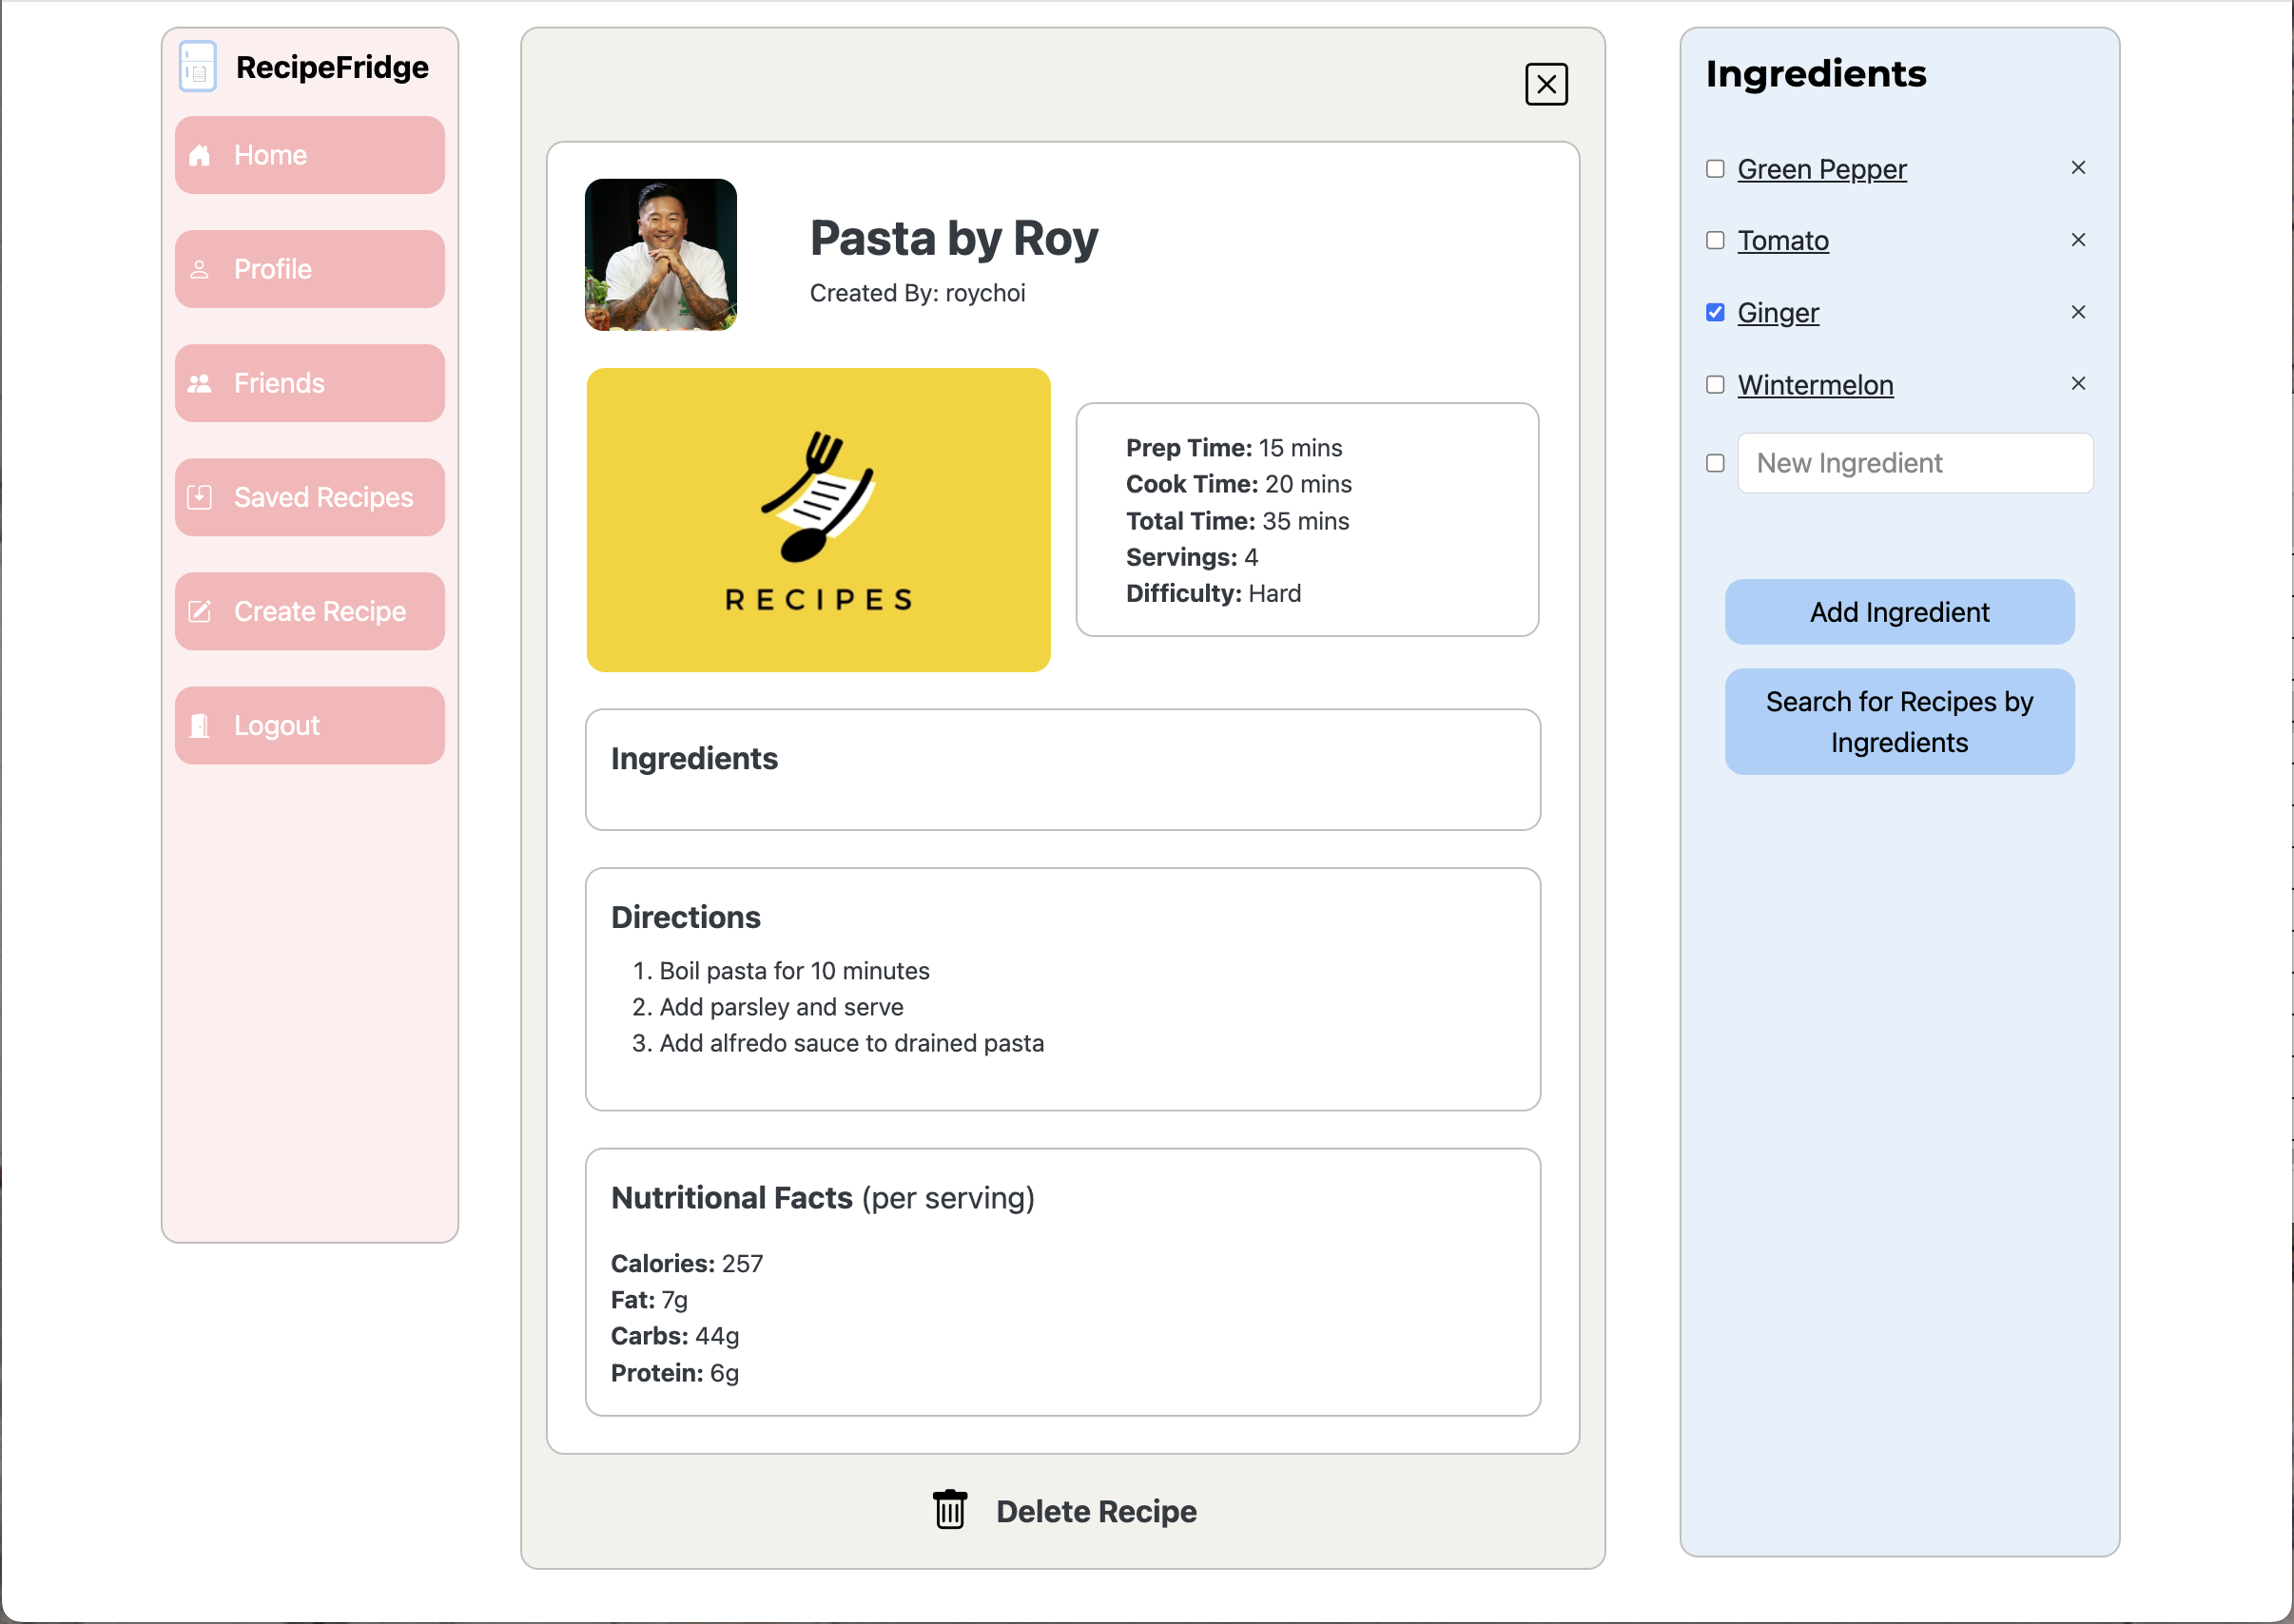 RecipeFridge
Home
Profile
Friends
Saved Recipes
Create Recipe
Logout
Pasta by Roy
Created By: roychoi
RECIPES
Prep Time: 15 mins
Cook Time: 20 mins
Total Time: 35 mins
Servings: 4
Difficulty: Hard
Ingredients
Directions
1. Boil pasta for 10 minutes
2. Add parsley and serve
3. Add alfredo sauce to drained pasta
Nutritional Facts (per serving)
Calories: 257
Fat: 7g
Carbs: 44g
Protein: 6g
Delete Recipe
Ingredients
Green Pepper
Tomato
Ginger
Wintermelon
New Ingredient
Add Ingredient
Search for Recipes by
Ingredients